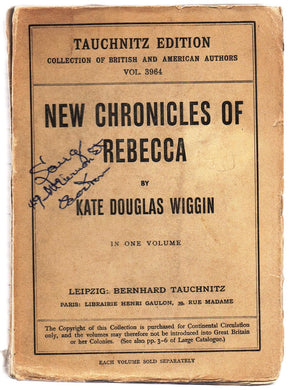 TAUCHNITZ EDITION
COLLECTION OF BRITISH AND AMERICAN AUTHORS
VOL. 3964
NEW CHRONICLES OF
REBECCA
BY
KATE DOUGLAS WIGGIN
IN ONE VOLUME
LEIPZIG: BERNHARD TAUCHNITZ
PARIS: LIBRAIRIE HENRI GAULON, 39, RUE MADAME
The Copyright of this Collection is purchased for Continental Circulation
only, and the volumes may therefore not be introduced into Great Britain
or her Colonies. (See also pp. 3–6 of Large Catalogue.)
EACH VOLUME SOLD SEPARATELY